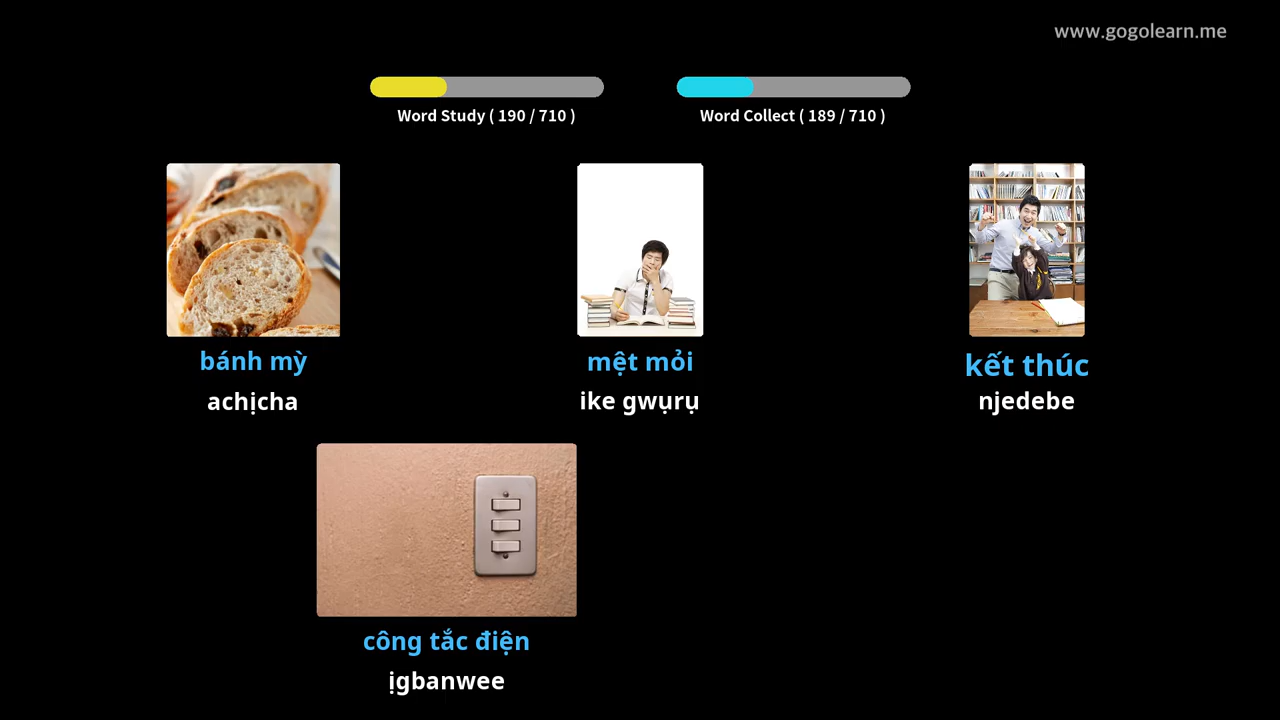 www.gogolearn.me
Word Study ( 190 / 710 )
Word Collect ( 189 / 710 )
bánh mỳ
achịcha
mệt mỏi
ike gwụrụ
kết thúc
njedebe
công tắc điện
ịgbanwee